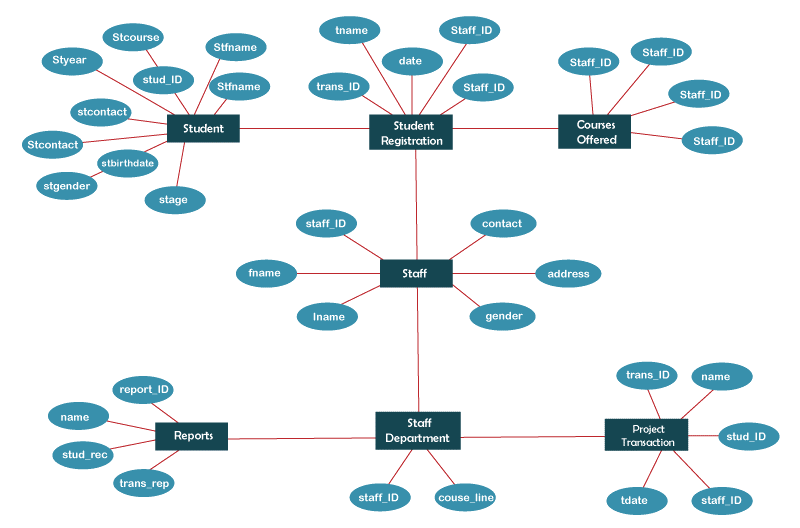 Stcourse
Stfname
Styear
stud_ID
Stfname
stcontact
Stcontact
stbirthdate
stgender
stage
Student
tname
Staff_ID
date
trans_ID
Staff_ID
Student
Registration
Staff_ID
Staff_ID
Staff_ID
Staff_ID
Courses
Offered
staff_ID
contact
fname
Staff
address
lname
gender
report_ID
name
Reports
stud_rec
trans_rep
Staff
Department
staff_ID
couse_line
trans_ID
name
Project
Transaction
stud_ID
tdate
staff_ID